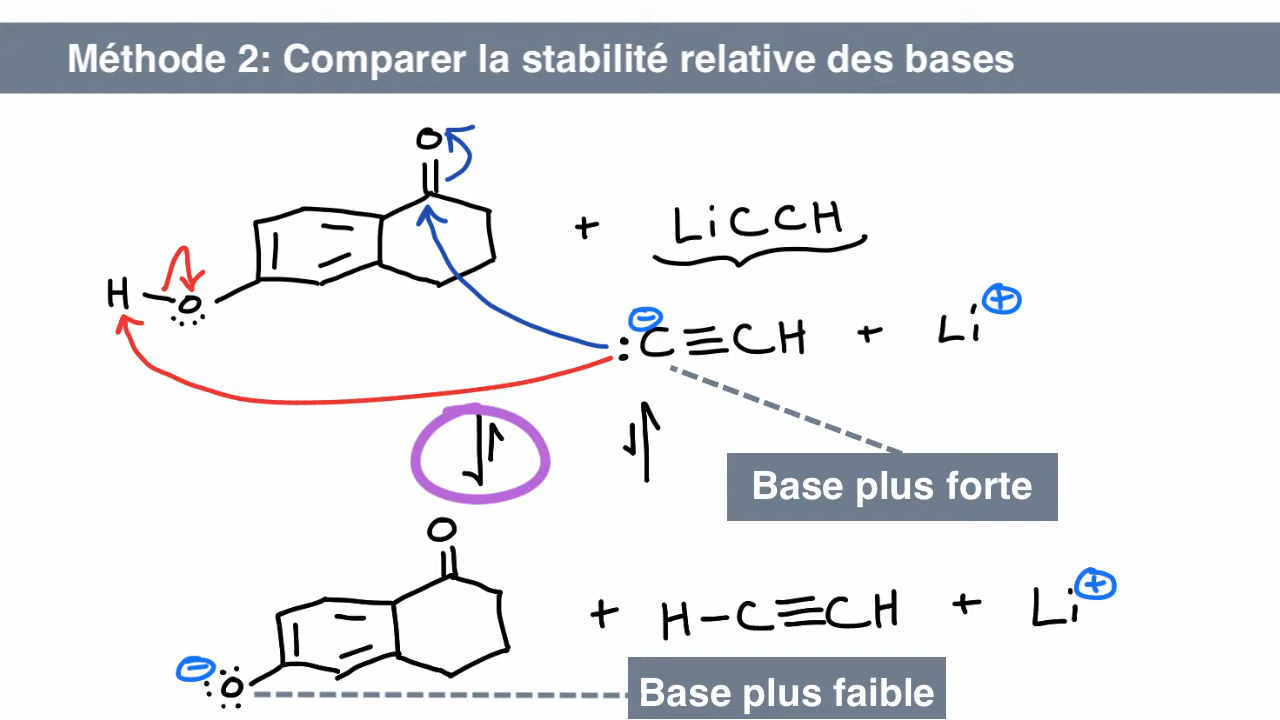 Méthode 2: Comparer la stabilité relative des bases
O
+ LiCCH
H O
⊖ :C≡CH + Li ⊕
Base plus forte
O
+ H-C≡CH + Li ⊕
⊖ O
Base plus faible